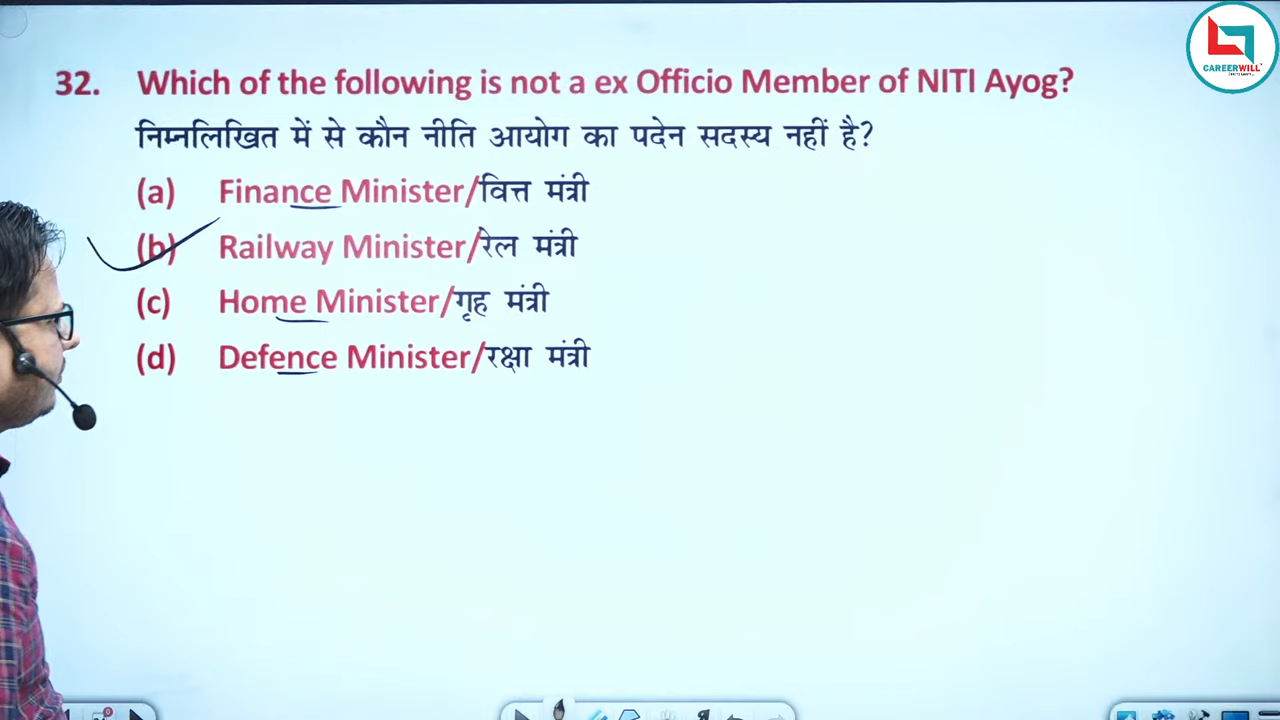 32. Which of the following is not a ex Officio Member of NITI Ayog?
निम्नलिखित में से कौन नीति आयोग का पदेन सदस्य नहीं है?
(a) Finance Minister/वित्त मंत्री
(b) Railway Minister/रेल मंत्री
(c) Home Minister/गृह मंत्री
(d) Defence Minister/रक्षा मंत्री
CAREERWILL